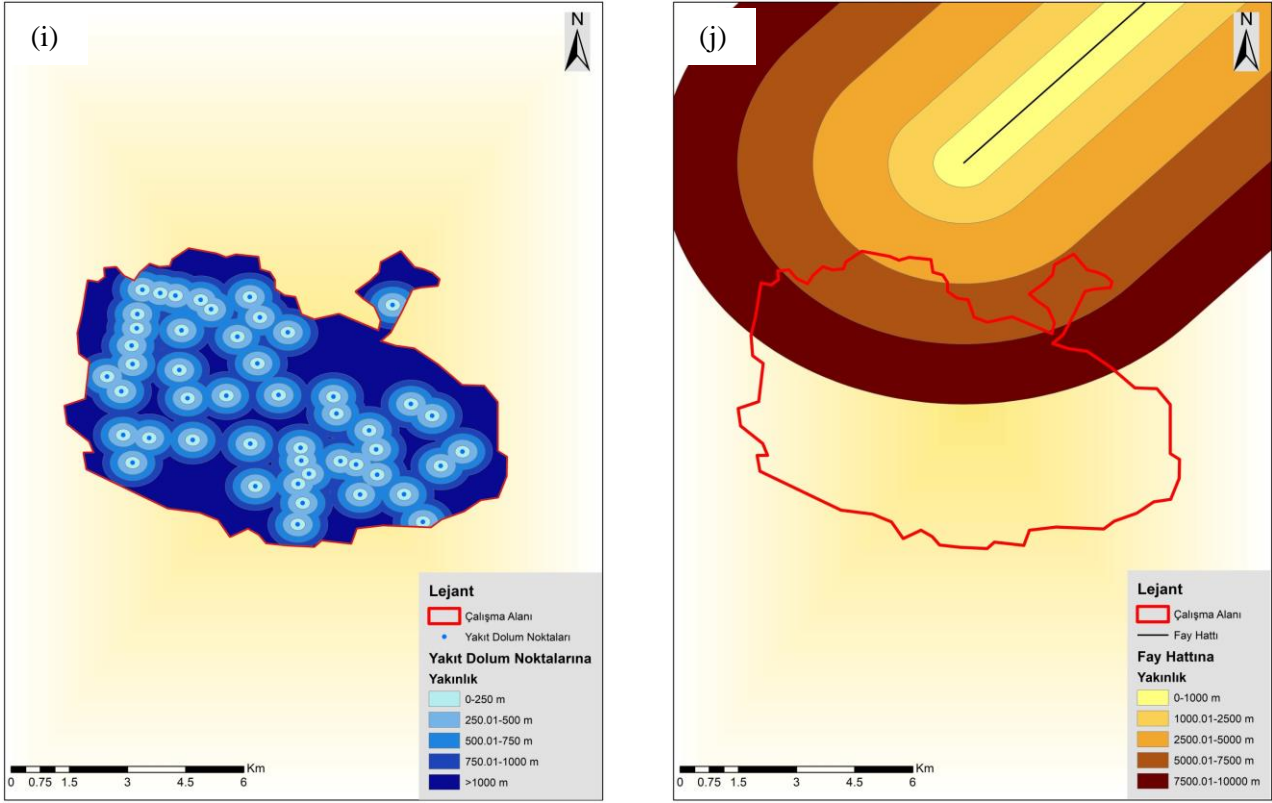 (i)
N
Lejant
Çalışma Alanı
Yakıt Dolum Noktaları
Yakıt Dolum Noktalarına
Yakınlık
0-250 m
250.01-500 m
500.01-750 m
750.01-1000 m
>1000 m
Km
0 0.75 1.5 3 4.5 6
(j)
N
Lejant
Çalışma Alanı
Fay Hattı
Fay Hattına
Yakınlık
0-1000 m
1000.01-2500 m
2500.01-5000 m
5000.01-7500 m
7500.01-10000 m
Km
0 0.75 1.5 3 4.5 6